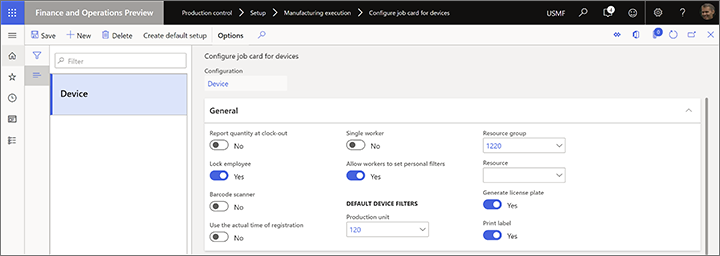 Finance and Operations Preview
Production control > Setup > Manufacturing execution > Configure job card for devices
USMF
4
?
Save
New
Delete
Create default setup
Options
0
Filter
Device
Configure job card for devices
Configuration
Device
General
Report quantity at clock-out
No
Lock employee
Yes
Barcode scanner
No
Use the actual time of registration
No
Single worker
No
Allow workers to set personal filters
Yes
DEFAULT DEVICE FILTERS
Production unit
120
Resource group
1220
Resource
Generate license plate
Yes
Print label
Yes